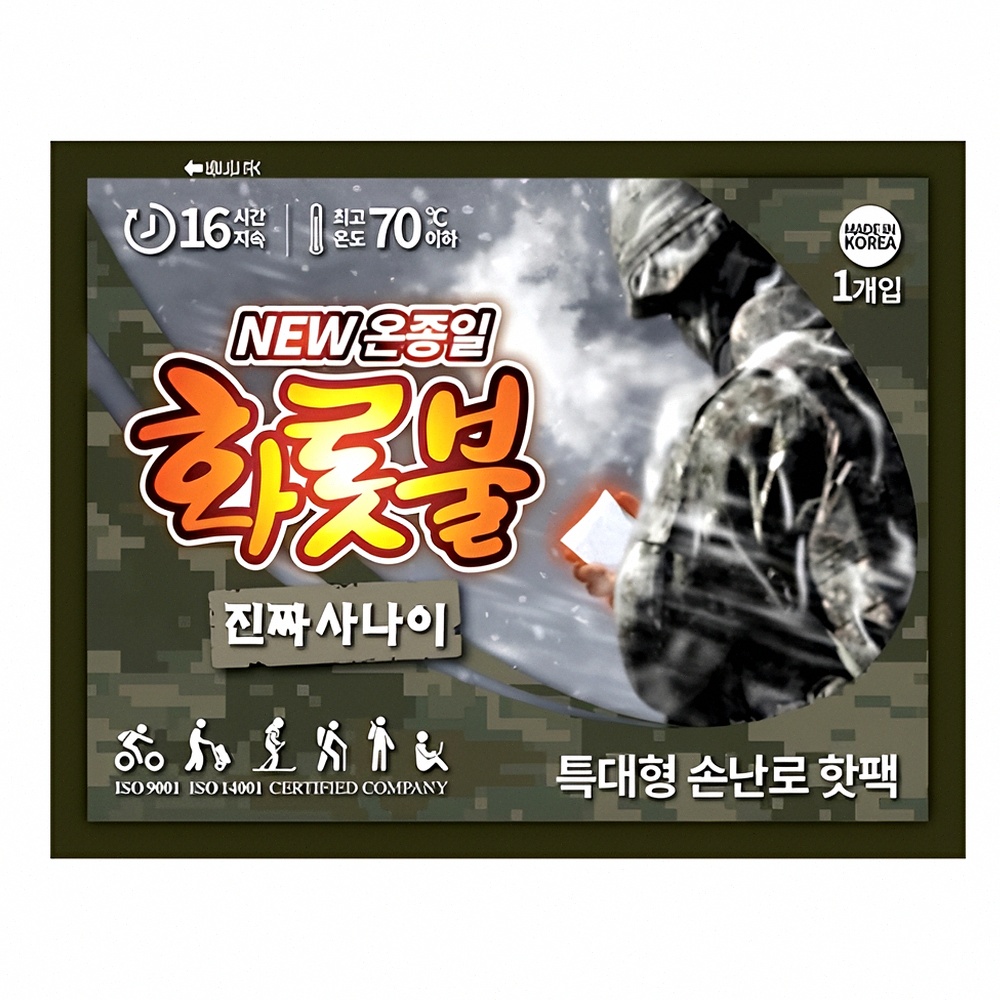 16 시간 지속
최고 온도 70 ℃ 이하
MADE IN KOREA
1개입
NEW 온종일
화롯불
진짜 사나이
ISO 9001 ISO 14001 CERTIFIED COMPANY
특대형 손난로 핫팩